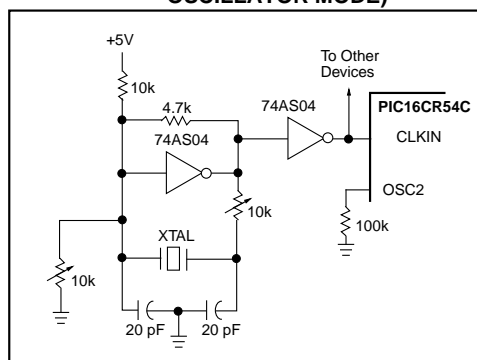 OSCILLATOR MODE)
+5V
To Other
Devices
10k
4.7k
74AS04
74AS04
PIC16CR54C
CLKIN
10k
OSC2
100k
XTAL
10k
20 pF
20 pF